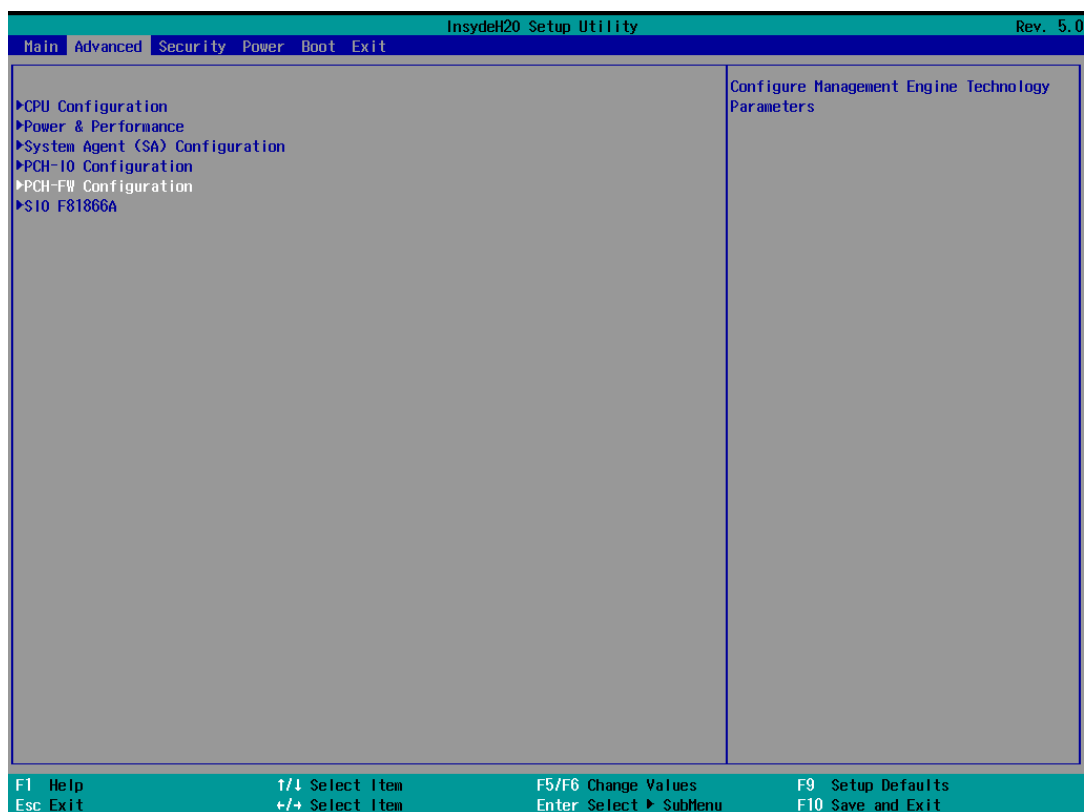 InsydeH20 Setup Utility Rev. 5.0
Main Advanced Security Power Boot Exit
▶CPU Configuration
▶Power & Performance
▶System Agent (SA) Configuration
▶PCH-IO Configuration
▶PCH-FW Configuration
▶SIO F81866A
Configure Management Engine Technology
Parameters
F1 Help ↑/↓ Select Item F5/F6 Change Values F9 Setup Defaults
Esc Exit ←/→ Select Item Enter Select ▶ SubMenu F10 Save and Exit